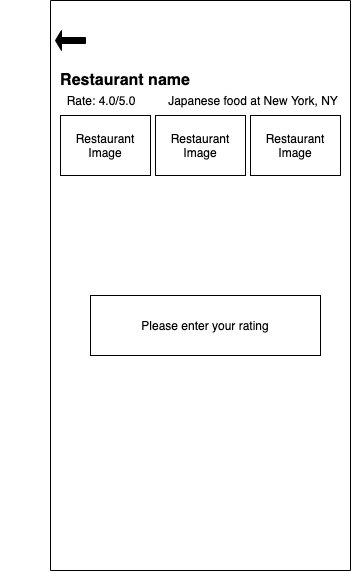 Restaurant name
Rate: 4.0/5.0 Japanese food at New York, NY
Restaurant
Image
Restaurant
Image
Restaurant
Image
Please enter your rating